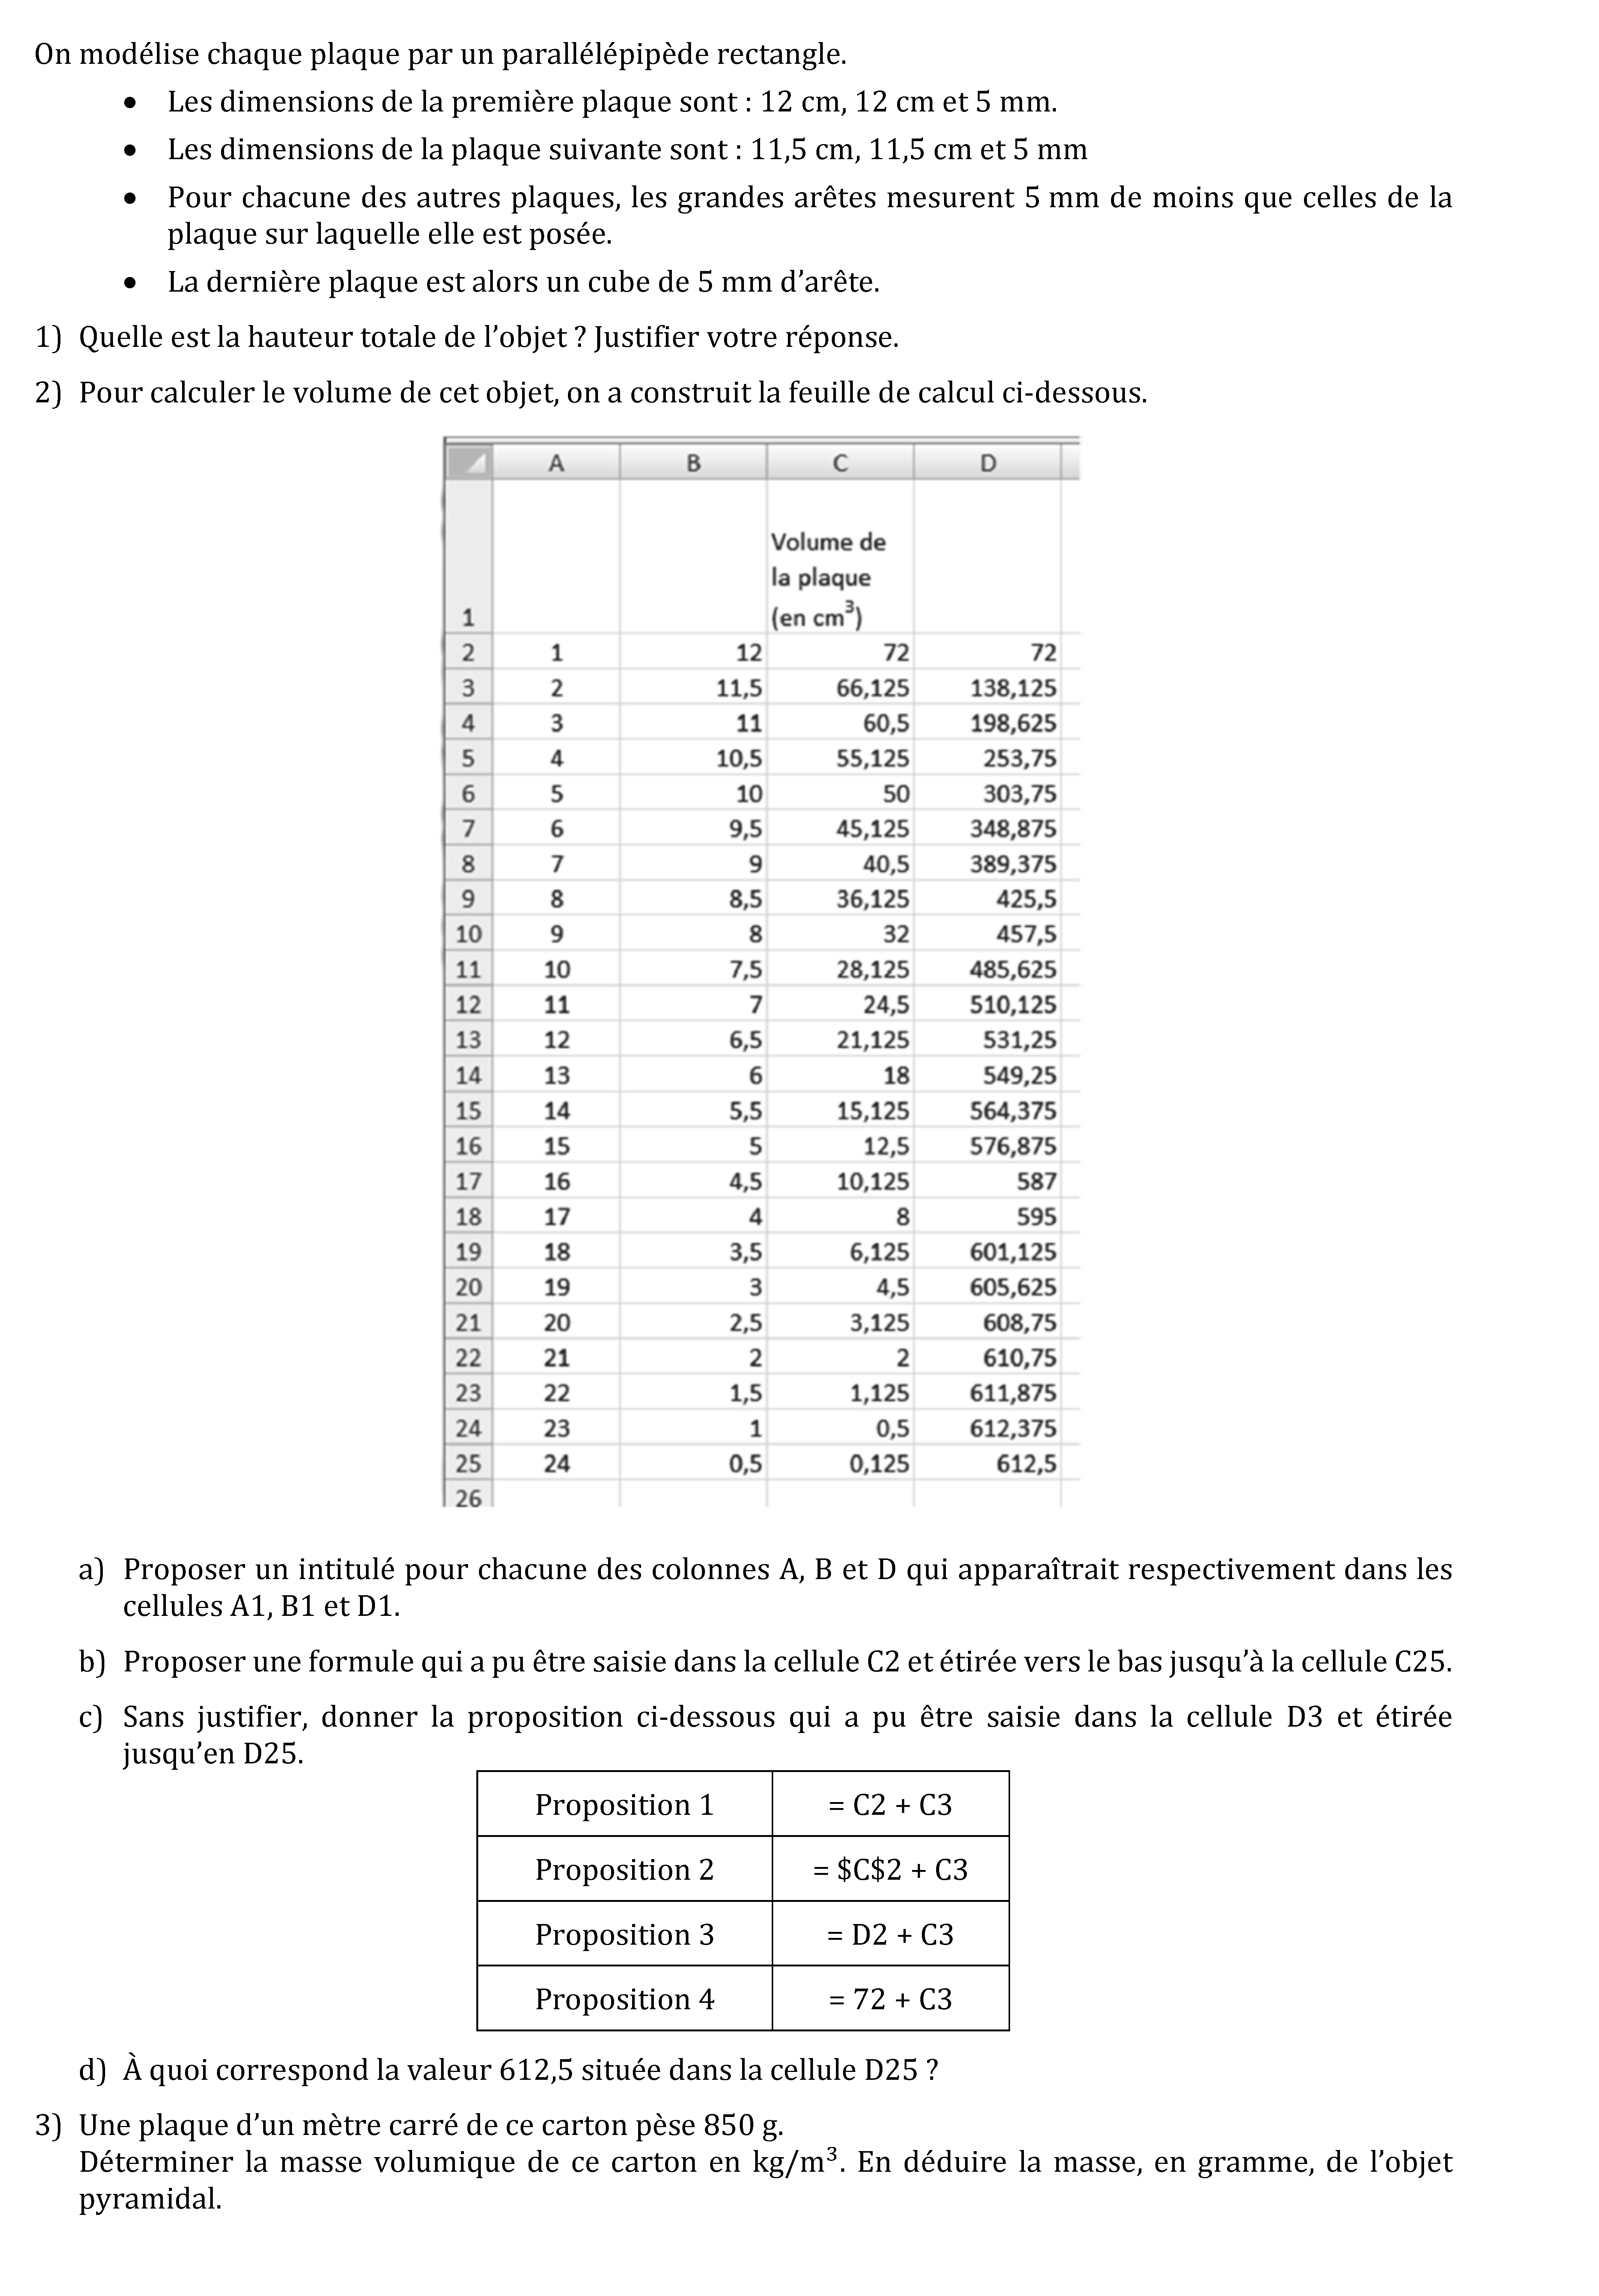 On modélise chaque plaque par un parallélépipède rectangle.
• Les dimensions de la première plaque sont : 12 cm, 12 cm et 5 mm.
• Les dimensions de la plaque suivante sont : 11,5 cm, 11,5 cm et 5 mm
• Pour chacune des autres plaques, les grandes arêtes mesurent 5 mm de moins que celles de la
plaque sur laquelle elle est posée.
• La dernière plaque est alors un cube de 5 mm d’arête.
1) Quelle est la hauteur totale de l’objet ? Justifier votre réponse.
2) Pour calculer le volume de cet objet, on a construit la feuille de calcul ci-dessous.
A B C D
Volume de
la plaque
1 (en cm³)
2 1 12 72 72
3 2 11,5 66,125 138,125
4 3 11 60,5 198,625
5 4 10,5 55,125 253,75
6 5 10 50 303,75
7 6 9,5 45,125 348,875
8 7 9 40,5 389,375
9 8 8,5 36,125 425,5
10 9 8 32 457,5
11 10 7,5 28,125 485,625
12 11 7 24,5 510,125
13 12 6,5 21,125 531,25
14 13 6 18 549,25
15 14 5,5 15,125 564,375
16 15 5 12,5 576,875
17 16 4,5 10,125 587
18 17 4 8 595
19 18 3,5 6,125 601,125
20 19 3 4,5 605,625
21 20 2,5 3,125 608,75
22 21 2 2 610,75
23 22 1,5 1,125 611,875
24 23 1 0,5 612,375
25 24 0,5 0,125 612,5
26
a) Proposer un intitulé pour chacune des colonnes A, B et D qui apparaîtrait respectivement dans les
cellules A1, B1 et D1.
b) Proposer une formule qui a pu être saisie dans la cellule C2 et étirée vers le bas jusqu’à la cellule C25.
c) Sans justifier, donner la proposition ci-dessous qui a pu être saisie dans la cellule D3 et étirée
jusqu’en D25.
Proposition 1 = C2 + C3
Proposition 2 = $C$2 + C3
Proposition 3 = D2 + C3
Proposition 4 = 72 + C3
d) À quoi correspond la valeur 612,5 située dans la cellule D25 ?
3) Une plaque d’un mètre carré de ce carton pèse 850 g.
Déterminer la masse volumique de ce carton en kg/m³. En déduire la masse, en gramme, de l’objet
pyramidal.